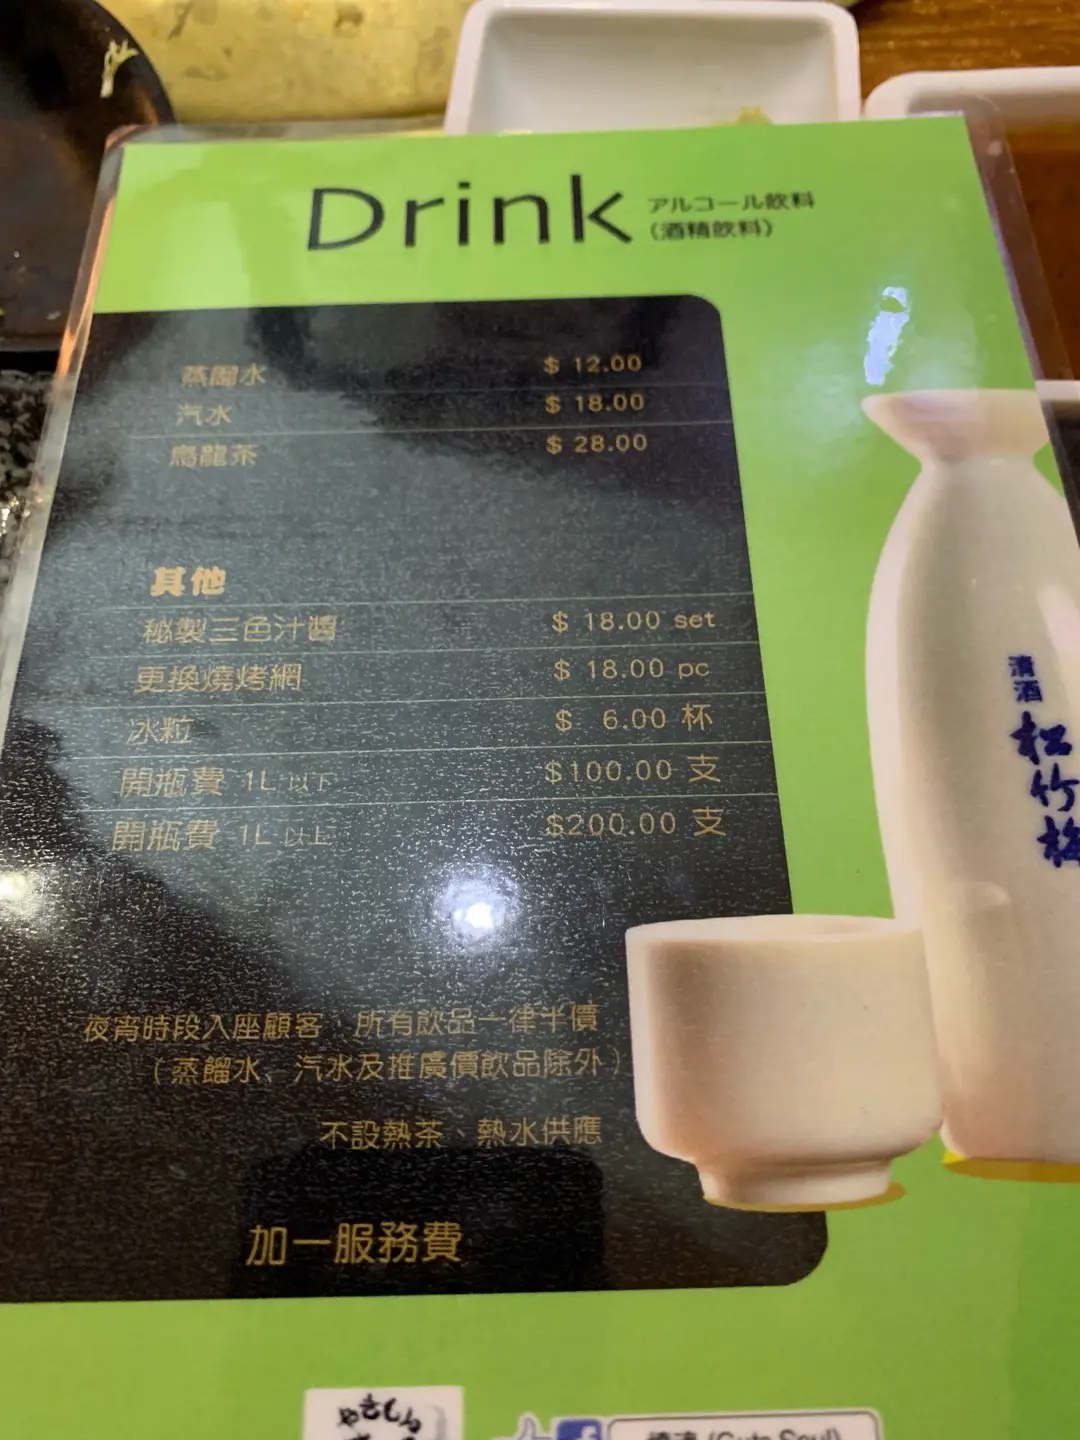 Drink
アルコール飲料
（酒精飲料）
蒸餾水 $ 12.00
汽水 $ 18.00
烏龍茶 $ 28.00
其他
秘製三色汁醬 $ 18.00 set
更換燒烤網 $ 18.00 pc
冰粒 $ 6.00 杯
開瓶費 1L 以下 $100.00 支
開瓶費 1L 以上 $200.00 支
夜宵時段入座顧客，所有飲品一律半價
（蒸餾水、汽水及推廣價飲品除外）
不設熱茶、熱水供應
加一服務費
清酒
松竹梅